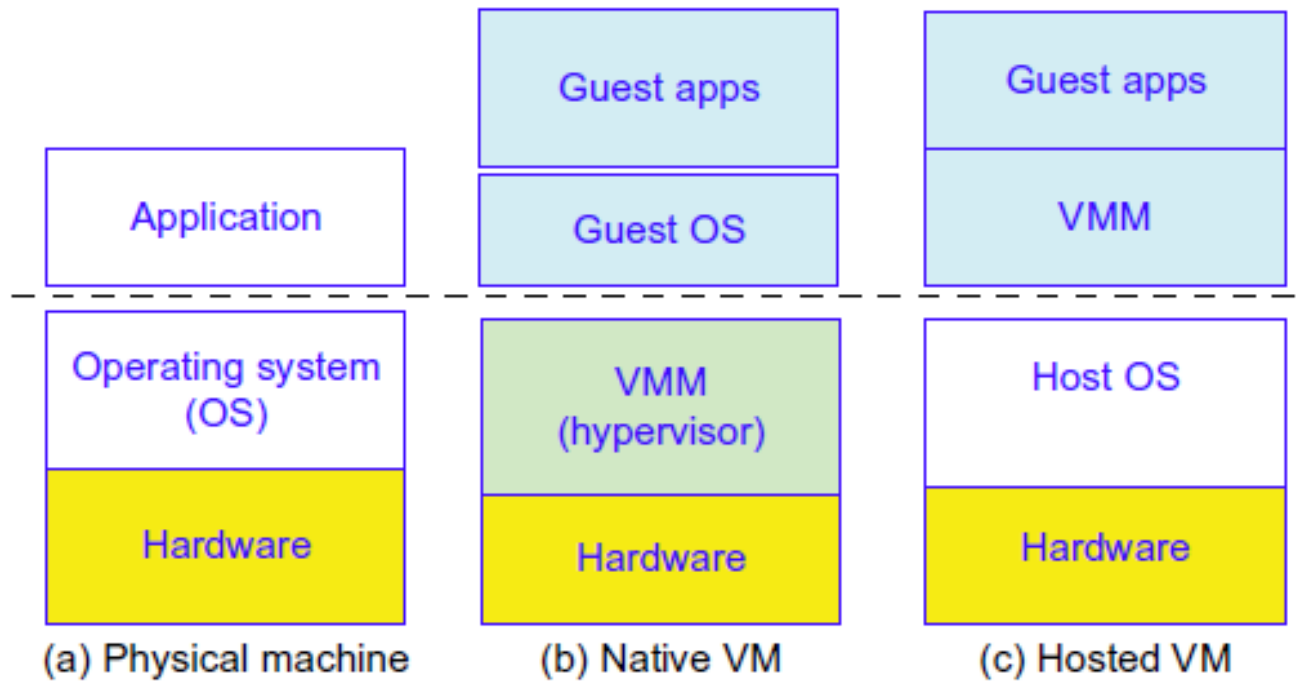 Application
Operating system
(OS)
Hardware
(a) Physical machine
Guest apps
Guest OS
VMM
(hypervisor)
Hardware
(b) Native VM
Guest apps
VMM
Host OS
Hardware
(c) Hosted VM